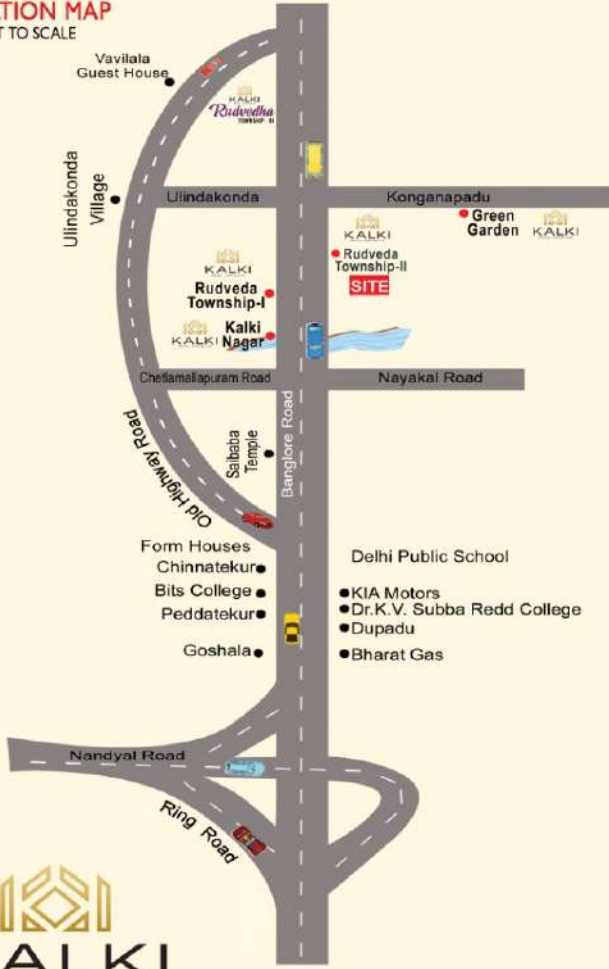 ATION MAP
T TO SCALE
Vavilala
Guest House
KALKI
Rudvedha
TOWNSHIP - III
Ulindakonda
Village
Ulindakonda
Konganapadu
Green
Garden
KALKI
KALKI
Rudveda
Township-II
SITE
KALKI
Rudveda
Township-I
KALKI
Kalki
Nagar
Chetlamallapuram Road
Nayakal Road
Banglore Road
Old Highway Road
Saibaba
Temple
Form Houses
Chinnatekur
Bits College
Peddatekur
Goshala
Delhi Public School
KIA Motors
Dr.K.V. Subba Redd College
Dupadu
Bharat Gas
Nandyal Road
Ring Road
ALKI